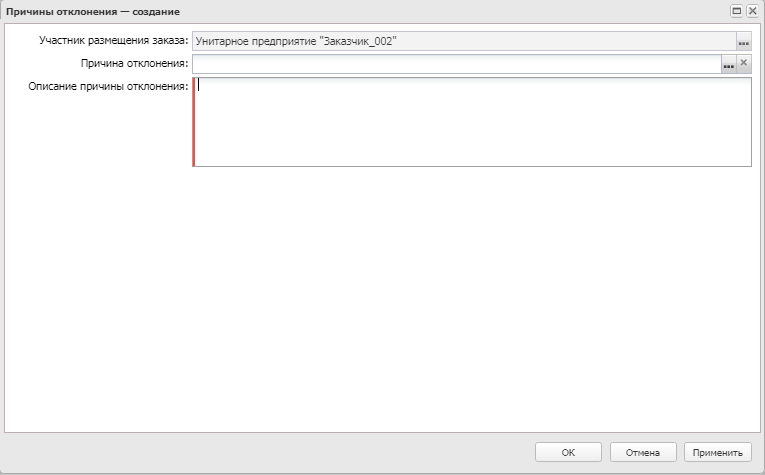 Причины отклонения — создание
Участник размещения заказа: Унитарное предприятие "Заказчик_002"
Причина отклонения:
Описание причины отклонения:
OK Отмена Применить